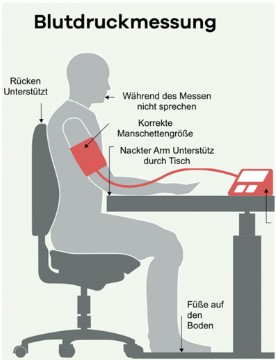 Blutdruckmessung
Rücken
Unterstützt
Während des Messen
nicht sprechen
Korrekte
Manschettengröße
Nackter Arm Unterstütz
durch Tisch
Füße auf
den
Boden